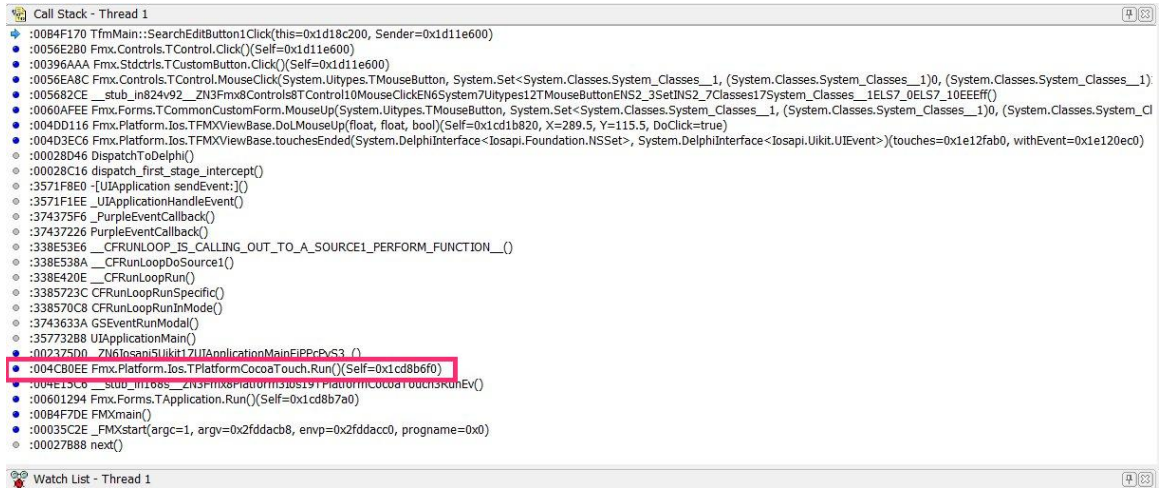 Call Stack - Thread 1
:00B4F170 TfmMain::SearchEditButton1Click(this=0x1d18c200, Sender=0x1d11e600)
:0056E2B0 Fmx.Controls.TControl.Click()(Self=0x1d11e600)
:00396AAA Fmx.Stdctrls.TCustomButton.Click()(Self=0x1d11e600)
:0056EA8C Fmx.Controls.TControl.MouseClick(System.Uitypes.TMouseButton, System.Set<System.Classes.System_Classes__1, (System.Classes.System_Classes__1)0, (System.Classes.System_Classes__1)
:005682CE __stub_in824v92__ZN3Fmx8Controls8TControl10MouseClickEN6System7Uitypes12TMouseButtonENS2_3SetINS2_7Classes17System_Classes__1ELS7_0ELS7_10EEEff()
:0060AFEE Fmx.Forms.TCommonCustomForm.MouseUp(System.Uitypes.TMouseButton, System.Set<System.Classes.System_Classes__1, (System.Classes.System_Classes__1)0, (System.Classes.System_Cl
:004DD116 Fmx.Platform.Ios.TFMXViewBase.DoLMouseUp(float, float, bool)(Self=0x1cd1b820, X=289.5, Y=115.5, DoClick=true)
:004D3EC6 Fmx.Platform.Ios.TFMXViewBase.touchesEnded(System.DelphiInterface<Iosapi.Foundation.NSSet>, System.DelphiInterface<Iosapi.Uikit.UIEvent>)(touches=0x1e12fab0, withEvent=0x1e120ec0)
:00028D46 DispatchToDelphi()
:00028C16 dispatch_first_stage_intercept()
:3571F8E0 -[UIApplication sendEvent:]()
:3571F1EE _UIApplicationHandleEvent()
:374375F6 _PurpleEventCallback()
:37437226 PurpleEventCallback()
:338E53E6 __CFRUNLOOP_IS_CALLING_OUT_TO_A_SOURCE1_PERFORM_FUNCTION__()
:338E538A __CFRunLoopDoSource1()
:338E420E __CFRunLoopRun()
:3385723C CFRunLoopRunSpecific()
:338570C8 CFRunLoopRunInMode()
:3743633A GSEventRunModal()
:357732B8 UIApplicationMain()
:002375D0 _ZN6Iosapi5Uikit17UIApplicationMainEiPPcPvS3_()
:004CB0EE Fmx.Platform.Ios.TPlatformCocoaTouch.Run()(Self=0x1cd8b6f0)
:004E15C6 __stub_in168s__ZN3Fmx8Platform3Ios19TPlatformCocoaTouch3RunEv()
:00601294 Fmx.Forms.TApplication.Run()(Self=0x1cd8b7a0)
:00B4F7DE FMXmain()
:00035C2E _FMXstart(argc=1, argv=0x2fddacb8, envp=0x2fddacc0, progname=0x0)
:00027B88 next()
Watch List - Thread 1